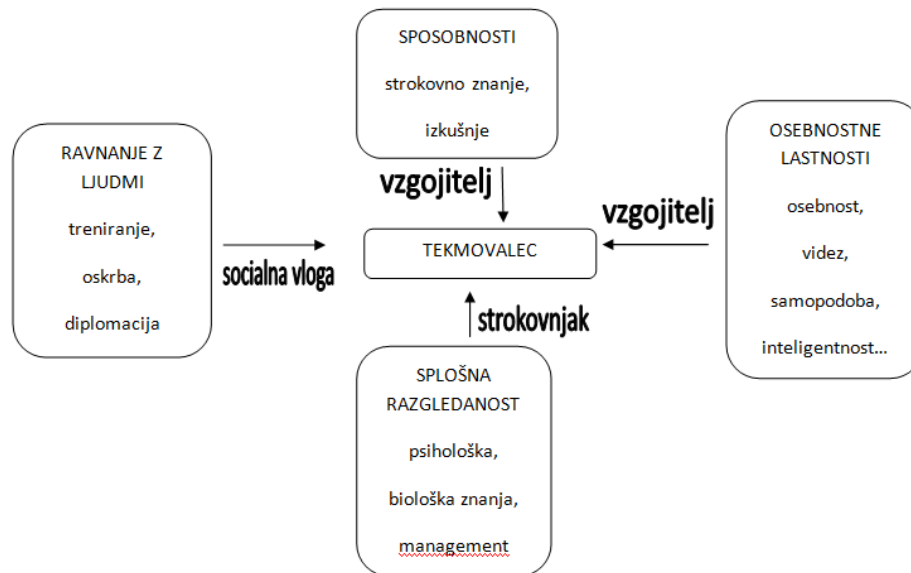 SPOSOBNOSTI
strokovno znanje,
izkušnje
vzgojitelj
RAVNANJE Z
LJUDMI
treniranje,
oskrba,
diplomacija
socialna vloga
TEKMOVALEC
vzgojitelj
OSEBNOSTNE
LASTNOSTI
osebnost,
videz,
samopodoba,
inteligentnost...
strokovnjak
SPLOŠNA
RAZGLEDANOST
psihološka,
biološka znanja,
management